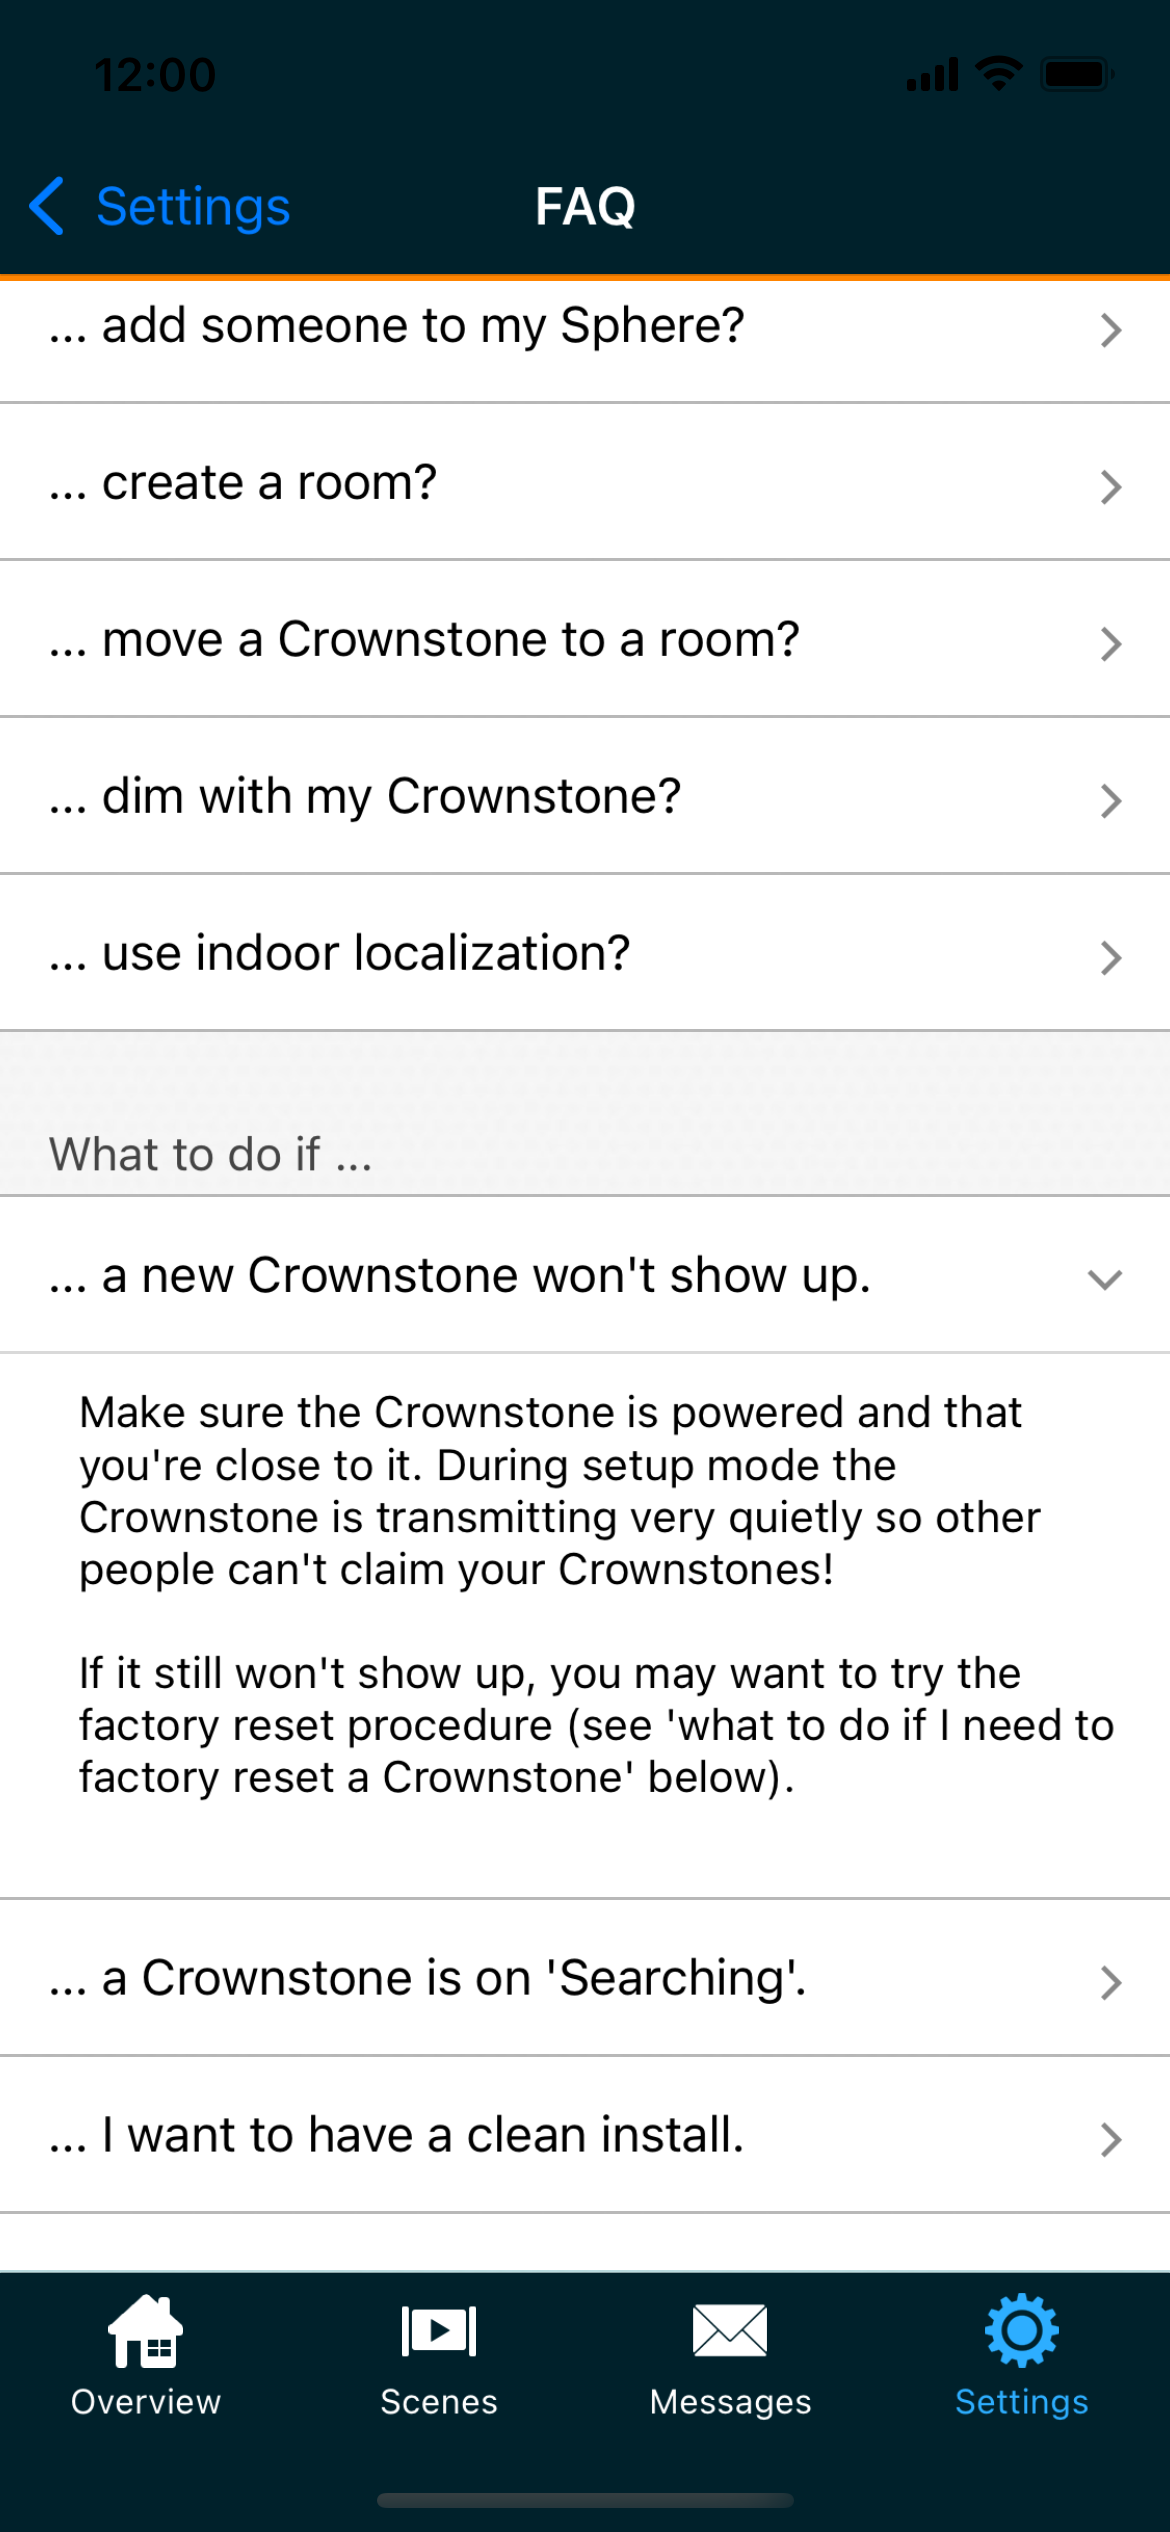 12:00
Settings
FAQ
... add someone to my Sphere?
... create a room?
... move a Crownstone to a room?
... dim with my Crownstone?
... use indoor localization?
What to do if ...
... a new Crownstone won't show up.
Make sure the Crownstone is powered and that
you're close to it. During setup mode the
Crownstone is transmitting very quietly so other
people can't claim your Crownstones!
If it still won't show up, you may want to try the
factory reset procedure (see 'what to do if I need to
factory reset a Crownstone' below).
... a Crownstone is on 'Searching'.
... I want to have a clean install.
Overview
Scenes
Messages
Settings